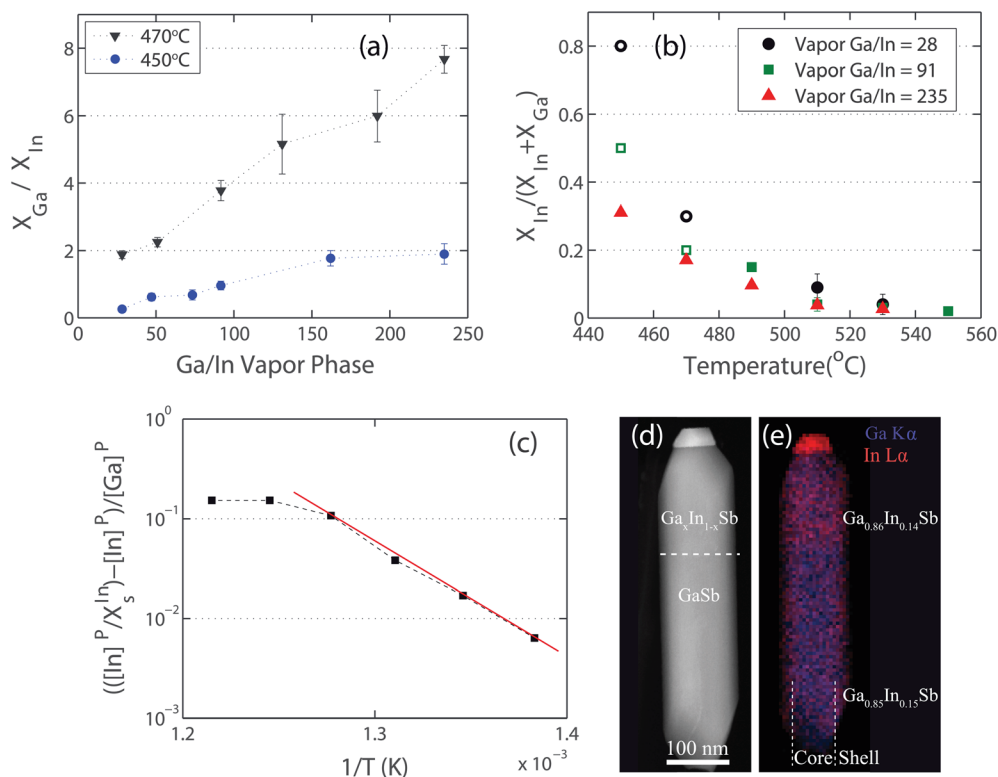 (a)
470°C
450°C
8
6
4
2
0
0
50
100
150
200
250
X_Ga / X_In
Ga/In Vapor Phase
(b)
Vapor Ga/In = 28
Vapor Ga/In = 91
Vapor Ga/In = 235
0.8
0.6
0.4
0.2
0
440
460
480
500
520
540
560
X_In/(X_In+X_Ga)
Temperature(°C)
(c)
10^0
10^-1
10^-2
10^-3
1.2
1.3
1.4
x 10^-3
(([In]^P/X_s^In)−[In]^P)/[Ga]^P
1/T (K)
(d)
Ga_xIn_1-xSb
GaSb
100 nm
(e)
Ga Kα
In Lα
Ga_0.86In_0.14Sb
Ga_0.85In_0.15Sb
Core Shell